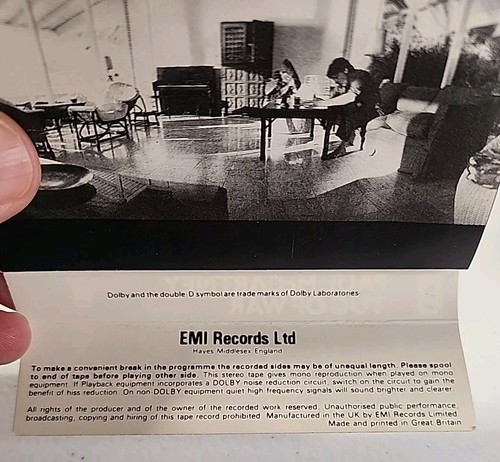 Dolby and the double-D symbol are trade marks of Dolby Laboratories.
EMI Records Ltd
Hayes Middlesex England
To make a convenient break in the programme the recorded sides may be of unequal length. Please spool
to end of tape before playing other side. This stereo tape gives mono reproduction when played on mono
equipment. If Playback equipment incorporates a DOLBY noise reduction circuit, switch on the circuit to gain the
benefit of hiss reduction. On non-DOLBY equipment quiet high frequency signals will sound brighter and clearer.
All rights of the producer and of the owner of the recorded work reserved. Unauthorised public performance,
broadcasting, copying and hiring of this tape record prohibited. Manufactured in the UK by EMI Records Limited.
Made and printed in Great Britain